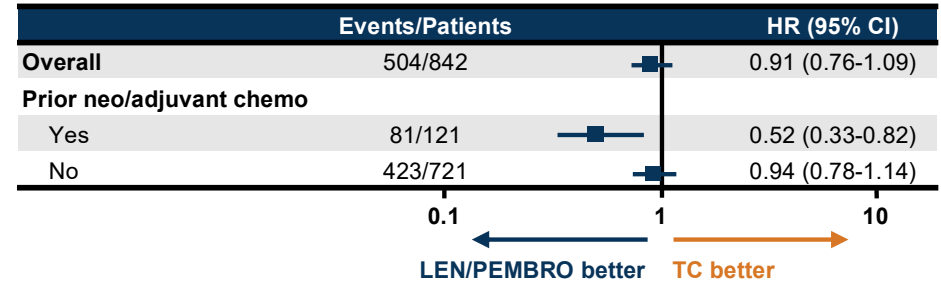 Events/Patients HR (95% CI)
Overall 504/842 0.91 (0.76-1.09)
Prior neo/adjuvant chemo
Yes 81/121 0.52 (0.33-0.82)
No 423/721 0.94 (0.78-1.14)
0.1 1 10
LEN/PEMBRO better TC better